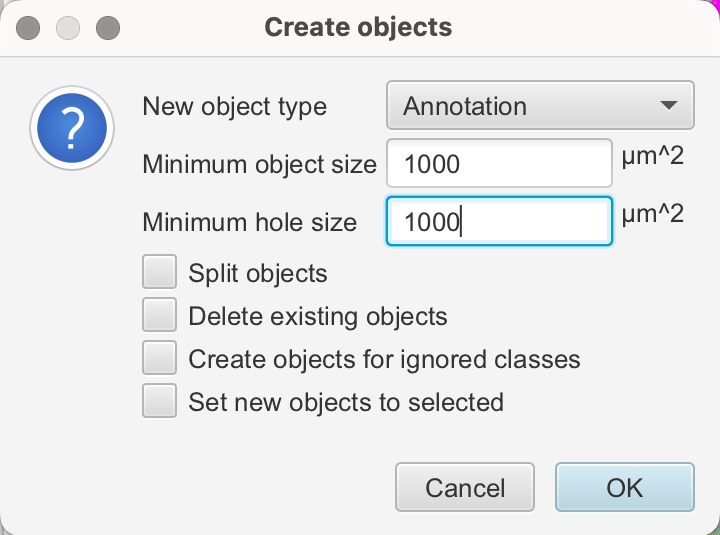 Create objects
?
New object type Annotation
Minimum object size 1000 µm^2
Minimum hole size 1000 µm^2
Split objects
Delete existing objects
Create objects for ignored classes
Set new objects to selected
Cancel OK